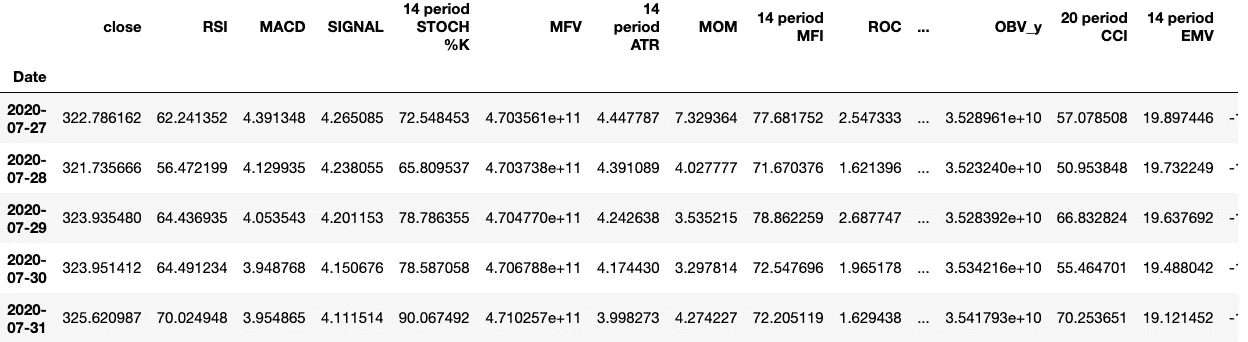 close RSI MACD SIGNAL 14 period STOCH %K MFV 14 period ATR MOM 14 period MFI ROC ... OBV_y 20 period CCI 14 period EMV
Date
2020-07-27 322.786162 62.241352 4.391348 4.265085 72.548453 4.703561e+11 4.447787 7.329364 77.681752 2.547333 ... 3.528961e+10 57.078508 19.897446 -1
2020-07-28 321.735666 56.472199 4.129935 4.238055 65.809537 4.703738e+11 4.391089 4.027777 71.670376 1.621396 ... 3.523240e+10 50.953848 19.732249 -1
2020-07-29 323.935480 64.436935 4.053543 4.201153 78.786355 4.704770e+11 4.242638 3.535215 78.862259 2.687747 ... 3.528392e+10 66.832824 19.637692 -1
2020-07-30 323.951412 64.491234 3.948768 4.150676 78.587058 4.706788e+11 4.174430 3.297814 72.547696 1.965178 ... 3.534216e+10 55.464701 19.488042 -1
2020-07-31 325.620987 70.024948 3.954865 4.111514 90.067492 4.710257e+11 3.998273 4.274227 72.205119 1.629438 ... 3.541793e+10 70.253651 19.121452 -1